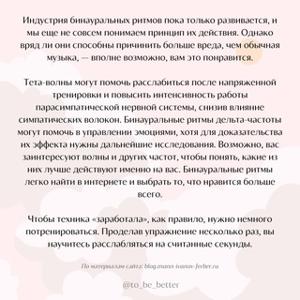 Индустрия бинауральных ритмов пока только развивается, и
мы еще не совсем понимаем принцип их действия. Однако
вряд ли они способны причинить больше вреда, чем обычная
музыка, — вполне возможно, вам это понравится.
Тета-волны могут помочь расслабиться после напряженной
тренировки и повысить интенсивность работы
парасимпатической нервной системы, снизив влияние
симпатических волокон. Бинауральные ритмы дельта-частоты
могут помочь в управлении эмоциями, хотя для доказательства
их эффекта нужны дальнейшие исследования. Возможно, вас
заинтересуют волны и других частот, чтобы понять, какие из
них лучше действуют именно на вас. Бинауральные ритмы
легко найти в интернете и выбрать то, что нравится больше
всего.
Чтобы техника «заработала», как правило, нужно немного
потренироваться. Проделав упражнение несколько раз, вы
научитесь расслабляться на считанные секунды.
По материалам сайта: blog.mann-ivanov-ferber.ru
@to_be_better